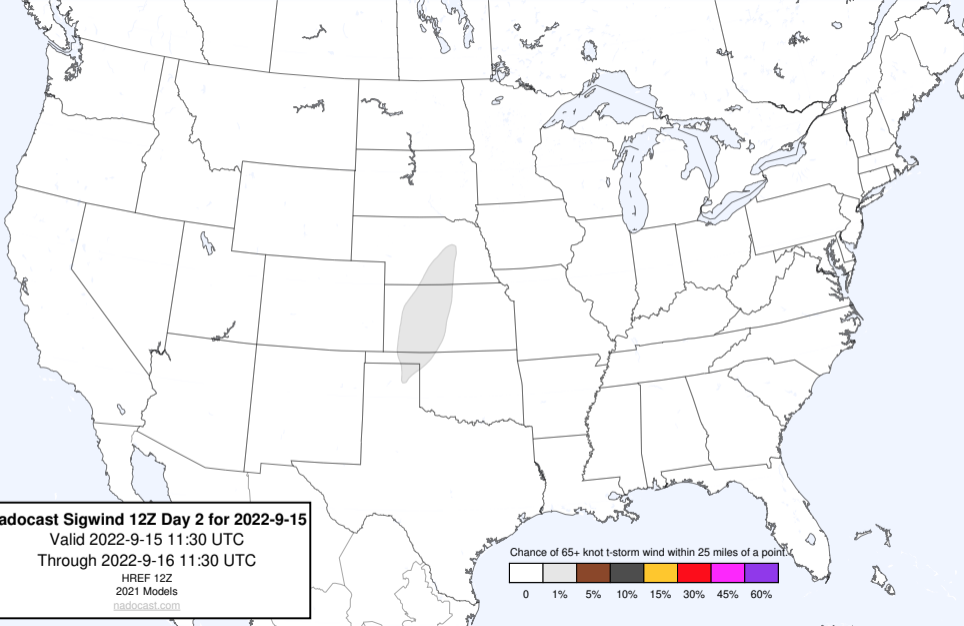 adocast Sigwind 12Z Day 2 for 2022-9-15
Valid 2022-9-15 11:30 UTC
Through 2022-9-16 11:30 UTC
HREF 12Z
2021 Models
nadocast.com
Chance of 65+ knot t-storm wind within 25 miles of a point.
0 1% 5% 10% 15% 30% 45% 60%